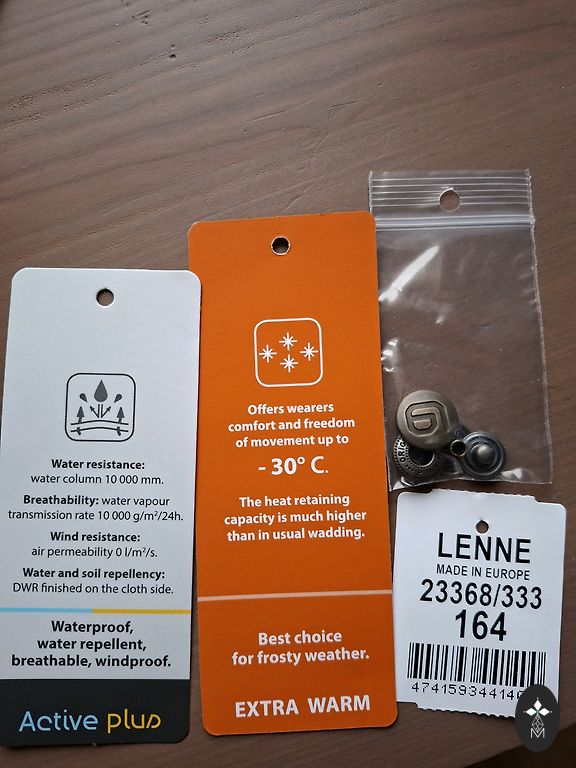 Water resistance:
water column 10 000 mm.
Breathability: water vapour
transmission rate 10 000 g/m²/24h.
Wind resistance:
air permeability 0 l/m²/s.
Water and soil repellency:
DWR finished on the cloth side.
Waterproof,
water repellent,
breathable, windproof.
Active plus
Offers wearers
comfort and freedom
of movement up to
- 30° C.
The heat retaining
capacity is much higher
than in usual wadding.
Best choice
for frosty weather.
EXTRA WARM
LENNE
MADE IN EUROPE
23368/333
164
M